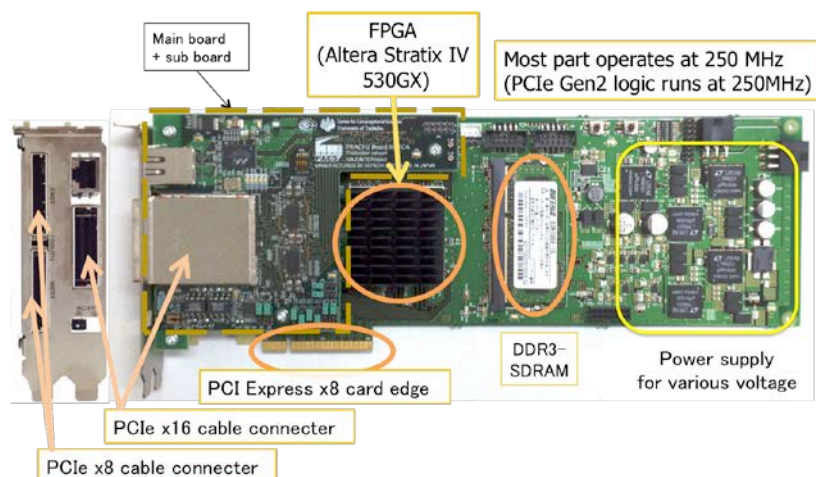 Main board
+ sub board
FPGA
(Altera Stratix IV
530GX)
Most part operates at 250 MHz
(PCIe Gen2 logic runs at 250MHz)
DDR3-
SDRAM
Power supply
for various voltage
PCI Express x8 card edge
PCIe x16 cable connecter
PCIe x8 cable connecter